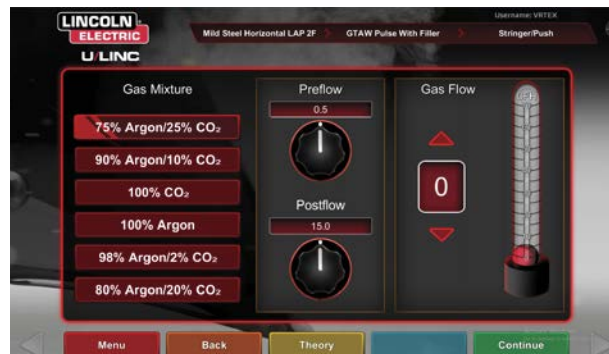 Username: VRTEX
LINCOLN
ELECTRIC
U/LINC
Mild Steel Horizontal LAP 2F
GTAW Pulse With Filler
Stringer/Push
Gas Mixture
75% Argon/25% CO₂
90% Argon/10% CO₂
100% CO₂
100% Argon
98% Argon/2% CO₂
80% Argon/20% CO₂
Preflow
0.5
Postflow
15.0
Gas Flow
0
Menu
Back
Theory
Continue